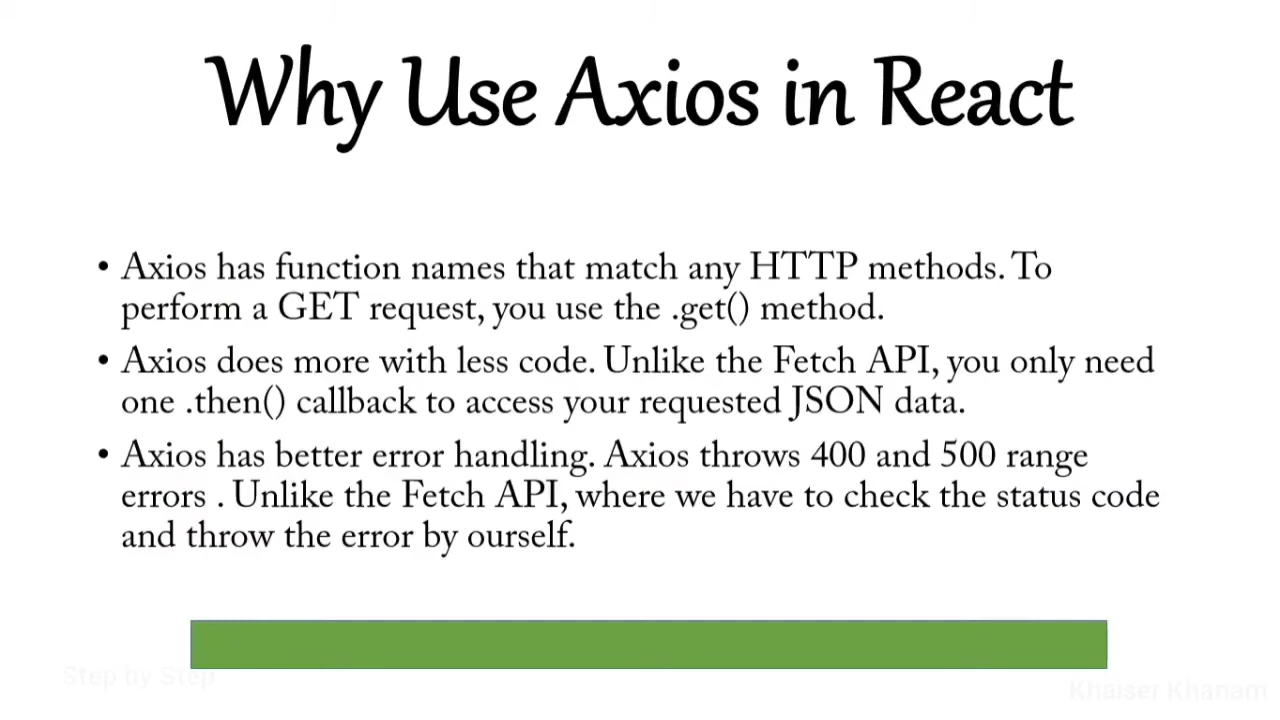 Why Use Axios in React
• Axios has function names that match any HTTP methods. To
perform a GET request, you use the .get() method.
• Axios does more with less code. Unlike the Fetch API, you only need
one .then() callback to access your requested JSON data.
• Axios has better error handling. Axios throws 400 and 500 range
errors . Unlike the Fetch API, where we have to check the status code
and throw the error by ourself.
Step by Step
Khaiser Khanam